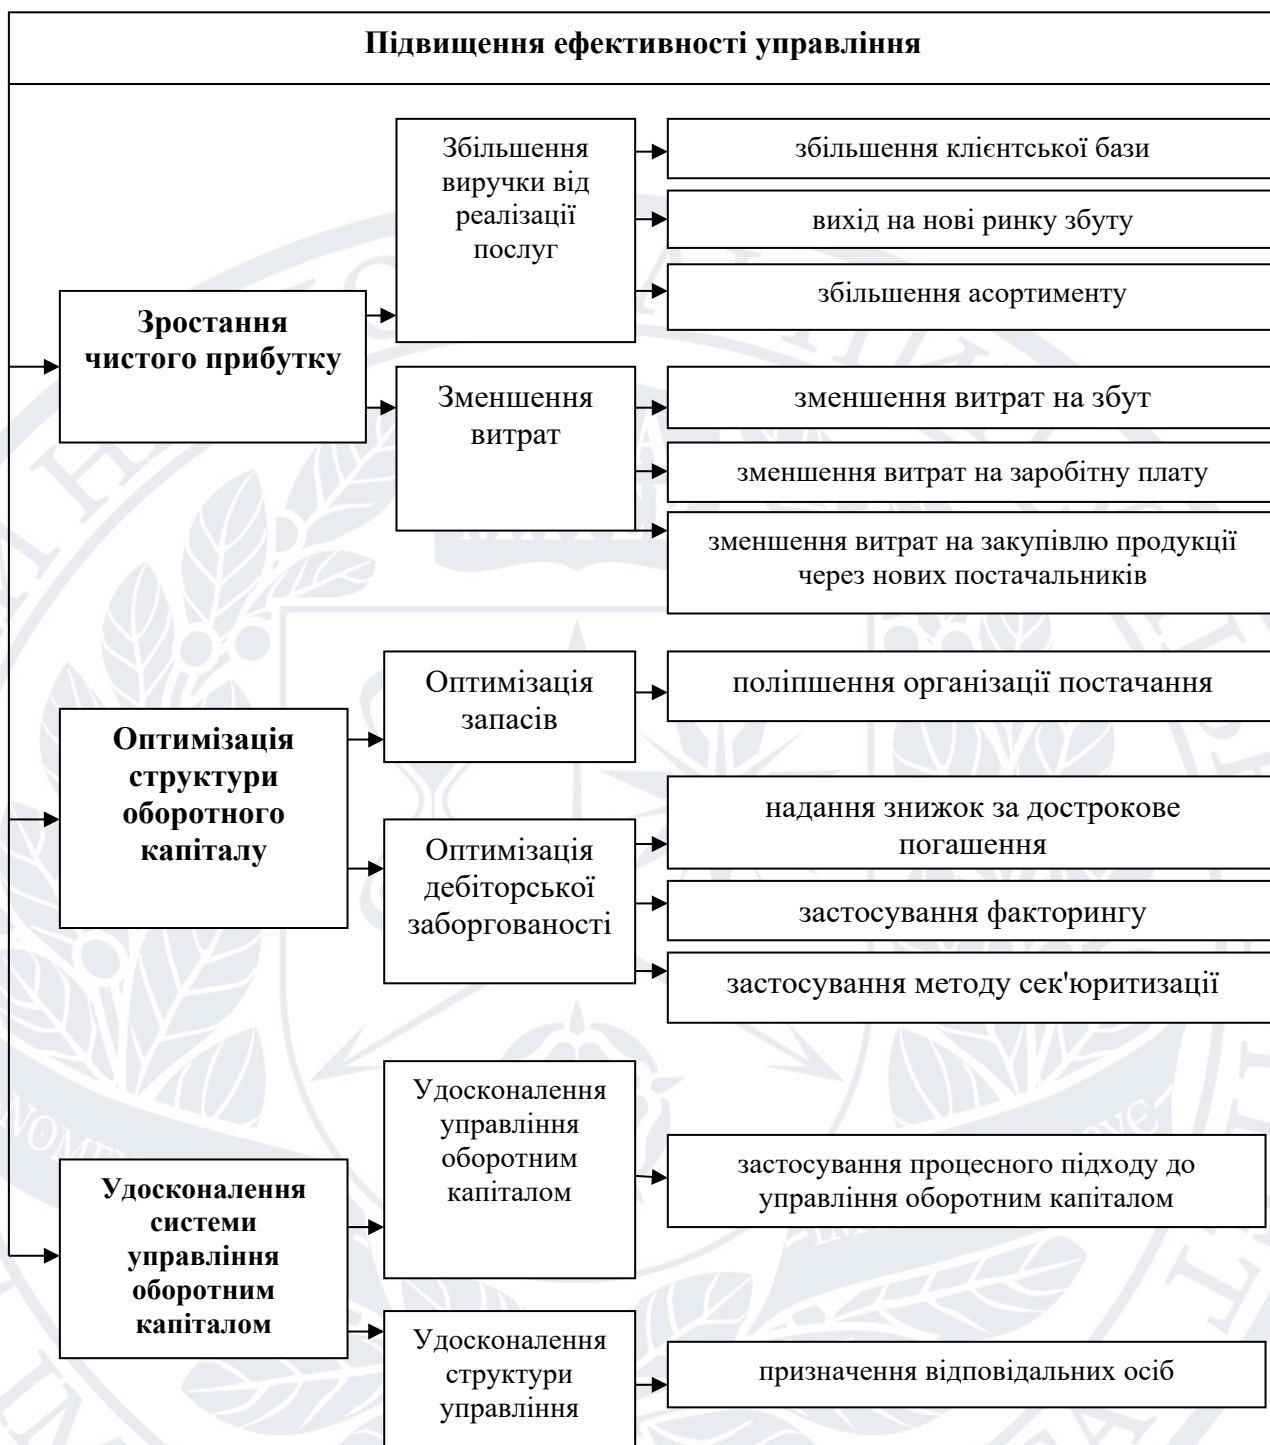 Підвищення ефективності управління
Збільшення
виручки від
реалізації
послуг
збільшення клієнтської бази
вихід на нові ринку збуту
збільшення асортименту
Зростання
чистого прибутку
Зменшення
витрат
зменшення витрат на збут
зменшення витрат на заробітну плату
зменшення витрат на закупівлю продукції
через нових постачальників
Оптимізація
структури
оборотного
капіталу
Оптимізація
запасів
поліпшення організації постачання
Оптимізація
дебіторської
заборгованості
надання знижок за дострокове
погашення
застосування факторингу
застосування методу сек'юритизації
Удосконалення
системи
управління
оборотним
капіталом
Удосконалення
управління
оборотним
капіталом
застосування процесного підходу до
управління оборотним капіталом
Удосконалення
структури
управління
призначення відповідальних осіб